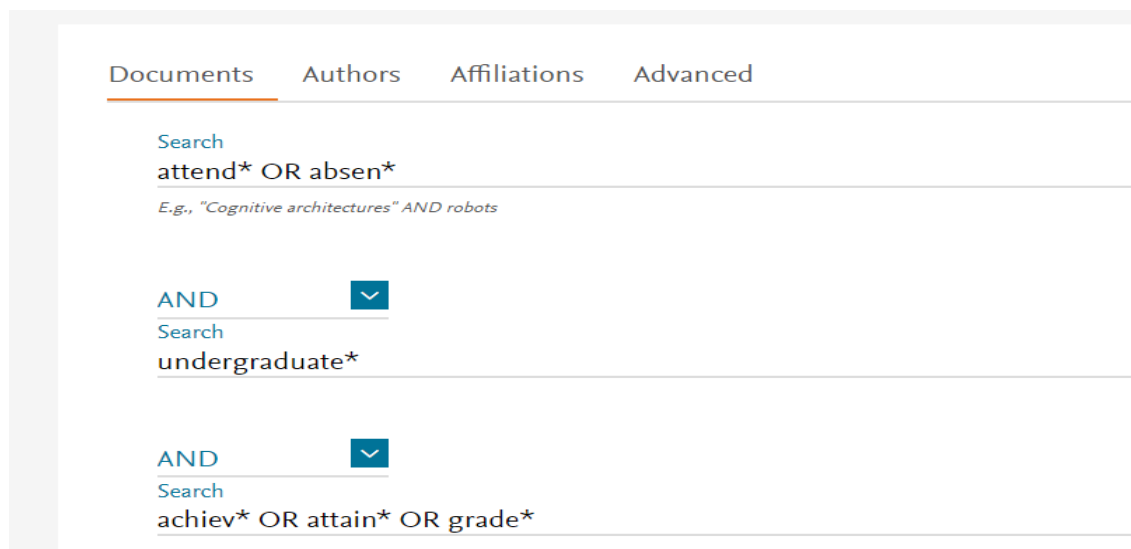 Documents Authors Affiliations Advanced
Search
attend* OR absen*
E.g., "Cognitive architectures" AND robots
AND
Search
undergraduate*
AND
Search
achiev* OR attain* OR grade*